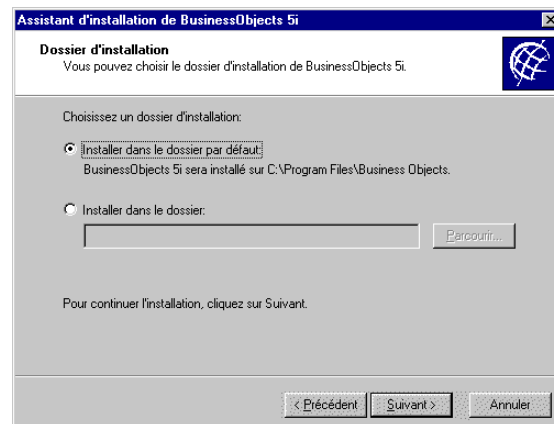 Assistant d'installation de BusinessObjects 5i
Dossier d'installation
Vous pouvez choisir le dossier d'installation de BusinessObjects 5i.
Choisissez un dossier d'installation:
Installer dans le dossier par défaut:
BusinessObjects 5i sera installé sur C:\Program Files\Business Objects.
Installer dans le dossier:
Parcourir...
Pour continuer l'installation, cliquez sur Suivant.
< Précédent
Suivant >
Annuler